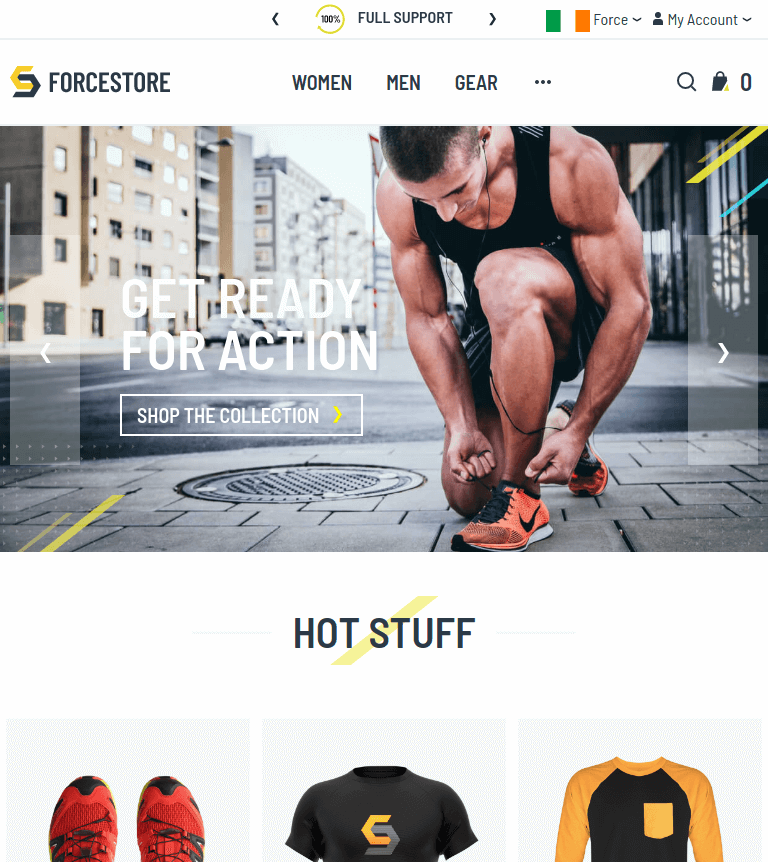 100%
FULL SUPPORT
Force
My Account
FORCESTORE
WOMEN
MEN
GEAR
0
GET READY
FOR ACTION
SHOP THE COLLECTION
HOT STUFF